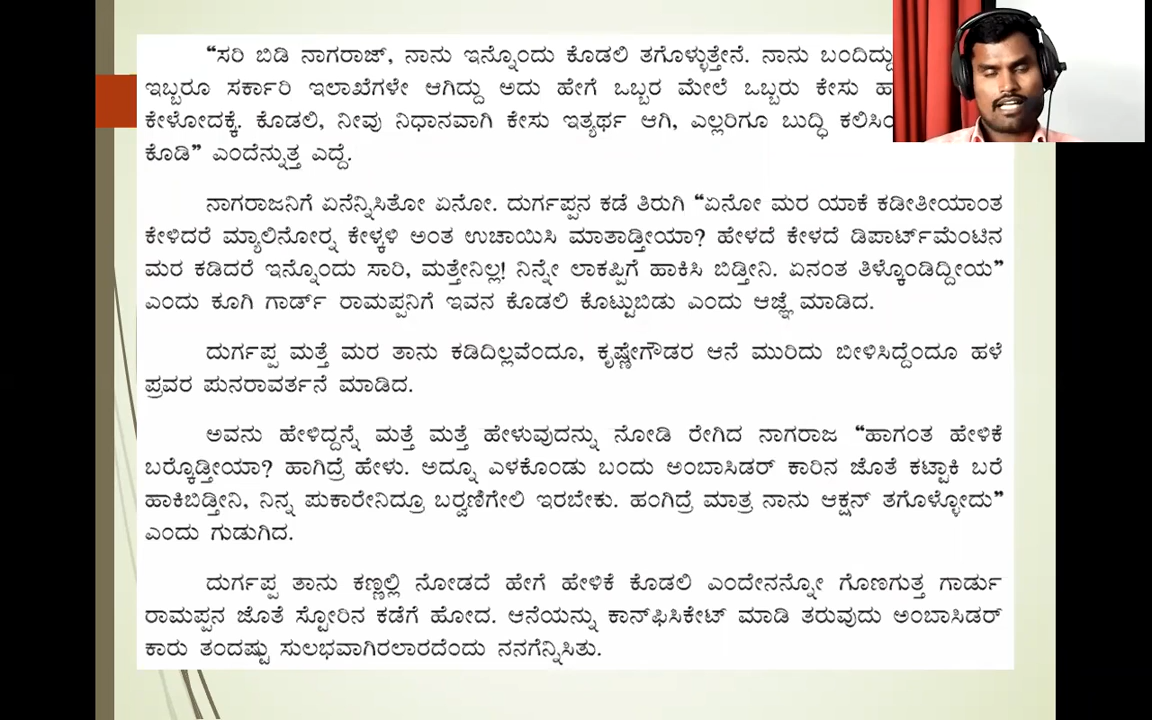 “ಸರಿ ಬಿಡಿ ನಾಗರಾಜ್, ನಾನು ಇನ್ನೊಂದು ಕೊಡಲಿ ತಗೊಳ್ಳುತ್ತೇನೆ. ನಾನು ಬಂದಿದ್ದು
ಇಬ್ಬರೂ ಸರ್ಕಾರಿ ಇಲಾಖೆಗಳೇ ಆಗಿದ್ದು ಅದು ಹೇಗೆ ಒಬ್ಬರ ಮೇಲೆ ಒಬ್ಬರು ಕೇಸು
ಕೇಳೋದಕ್ಕೆ. ಕೊಡಲಿ, ನೀವು ನಿಧಾನವಾಗಿ ಕೇಸು ಇತ್ಯರ್ಥ ಆಗಿ, ಎಲ್ಲರಿಗೂ ಬುದ್ಧಿ
ಕೊಡಿ” ಎಂದೆನ್ನುತ್ತ ಎದ್ದೆ.
ನಾಗರಾಜನಿಗೆ ಏನೆನ್ನಿಸಿತೋ ಏನೋ. ದುರ್ಗಪ್ಪನ ಕಡೆ ತಿರುಗಿ “ಏನೋ ಮರ ಯಾಕೆ ಕಡೀತೀಯಾಂತ
ಕೇಳಿದರೆ ಮ್ಯಾಲಿನೋರ‍್ನ ಕೇಳ್ಕಳಿ ಅಂತ ಉಚಾಯಿಸಿ ಮಾತಾಡ್ತೀಯಾ? ಹೇಳದೆ ಕೇಳದೆ ಡಿಪಾರ್ಟ್‌ಮೆಂಟಿನ
ಮರ ಕಡಿದರೆ ಇನ್ನೊಂದು ಸಾರಿ, ಮತ್ತೇನಿಲ್ಲ! ನಿನ್ನೇ ಲಾಕಪ್ಪಿಗೆ ಹಾಕಿಸಿ ಬಿಡ್ತೀನಿ. ಏನಂತ ತಿಳ್ಕೊಂಡಿದ್ದೀಯ”
ಎಂದು ಕೂಗಿ ಗಾರ್ಡ್ ರಾಮಪ್ಪನಿಗೆ ಇವನ ಕೊಡಲಿ ಕೊಟ್ಟುಬಿಡು ಎಂದು ಆಜ್ಞೆ ಮಾಡಿದ.
ದುರ್ಗಪ್ಪ ಮತ್ತೆ ಮರ ತಾನು ಕಡಿದಿಲ್ಲವೆಂದೂ, ಕೃಷ್ಣೇಗೌಡರ ಆನೆ ಮುರಿದು ಬೀಳಿಸಿದ್ದೆಂದೂ ಹಳೆ
ಪ್ರವರ ಪುನರಾವರ್ತನೆ ಮಾಡಿದ.
ಅವನು ಹೇಳಿದ್ದನ್ನೆ ಮತ್ತೆ ಮತ್ತೆ ಹೇಳುವುದನ್ನು ನೋಡಿ ರೇಗಿದ ನಾಗರಾಜ “ಹಾಗಂತ ಹೇಳಿಕೆ
ಬರ‍್ಕೊಡ್ತೀಯಾ? ಹಾಗಿದ್ರೆ ಹೇಳು. ಅದ್ನೂ ಎಳಕೊಂಡು ಬಂದು ಅಂಬಾಸಿಡರ್ ಕಾರಿನ ಜೊತೆ ಕಟ್ಹಾಕಿ ಬರೆ
ಹಾಕಿಬಿಡ್ತೀನಿ, ನಿನ್ನ ಪುಕಾರೇನಿದ್ರೂ ಬರ‍್ವಣಿಗೇಲಿ ಇರಬೇಕು. ಹಂಗಿದ್ರೆ ಮಾತ್ರ ನಾನು ಆಕ್ಷನ್ ತಗೊಳ್ಳೋದು”
ಎಂದು ಗುಡುಗಿದ.
ದುರ್ಗಪ್ಪ ತಾನು ಕಣ್ಣಲ್ಲಿ ನೋಡದೆ ಹೇಗೆ ಹೇಳಿಕೆ ಕೊಡಲಿ ಎಂದೇನನ್ನೋ ಗೊಣಗುತ್ತ ಗಾರ್ಡು
ರಾಮಪ್ಪನ ಜೊತೆ ಸ್ಟೋರಿನ ಕಡೆಗೆ ಹೋದ. ಆನೆಯನ್ನು ಕಾನ್‌ಫಿಸಿಕೇಟ್ ಮಾಡಿ ತರುವುದು ಅಂಬಾಸಿಡರ್
ಕಾರು ತಂದಷ್ಟು ಸುಲಭವಾಗಿರಲಾರದೆಂದು ನನಗೆನ್ನಿಸಿತು.